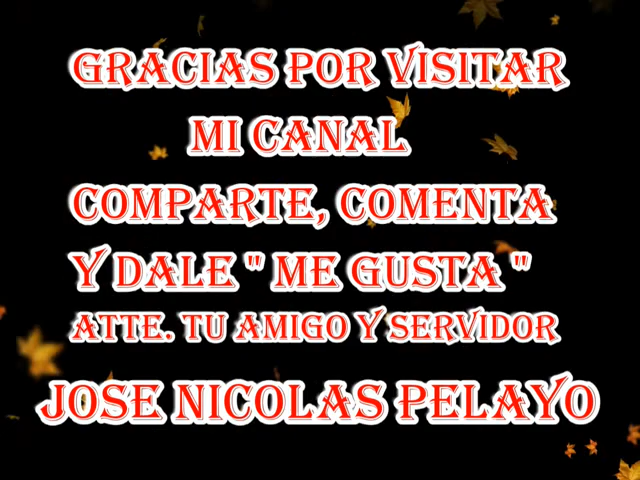 GRACIAS POR VISITAR
MI CANAL
COMPARTE, COMENTA
Y DALE " ME GUSTA "
ATTE. TU AMIGO Y SERVIDOR
JOSE NICOLAS PELAYO